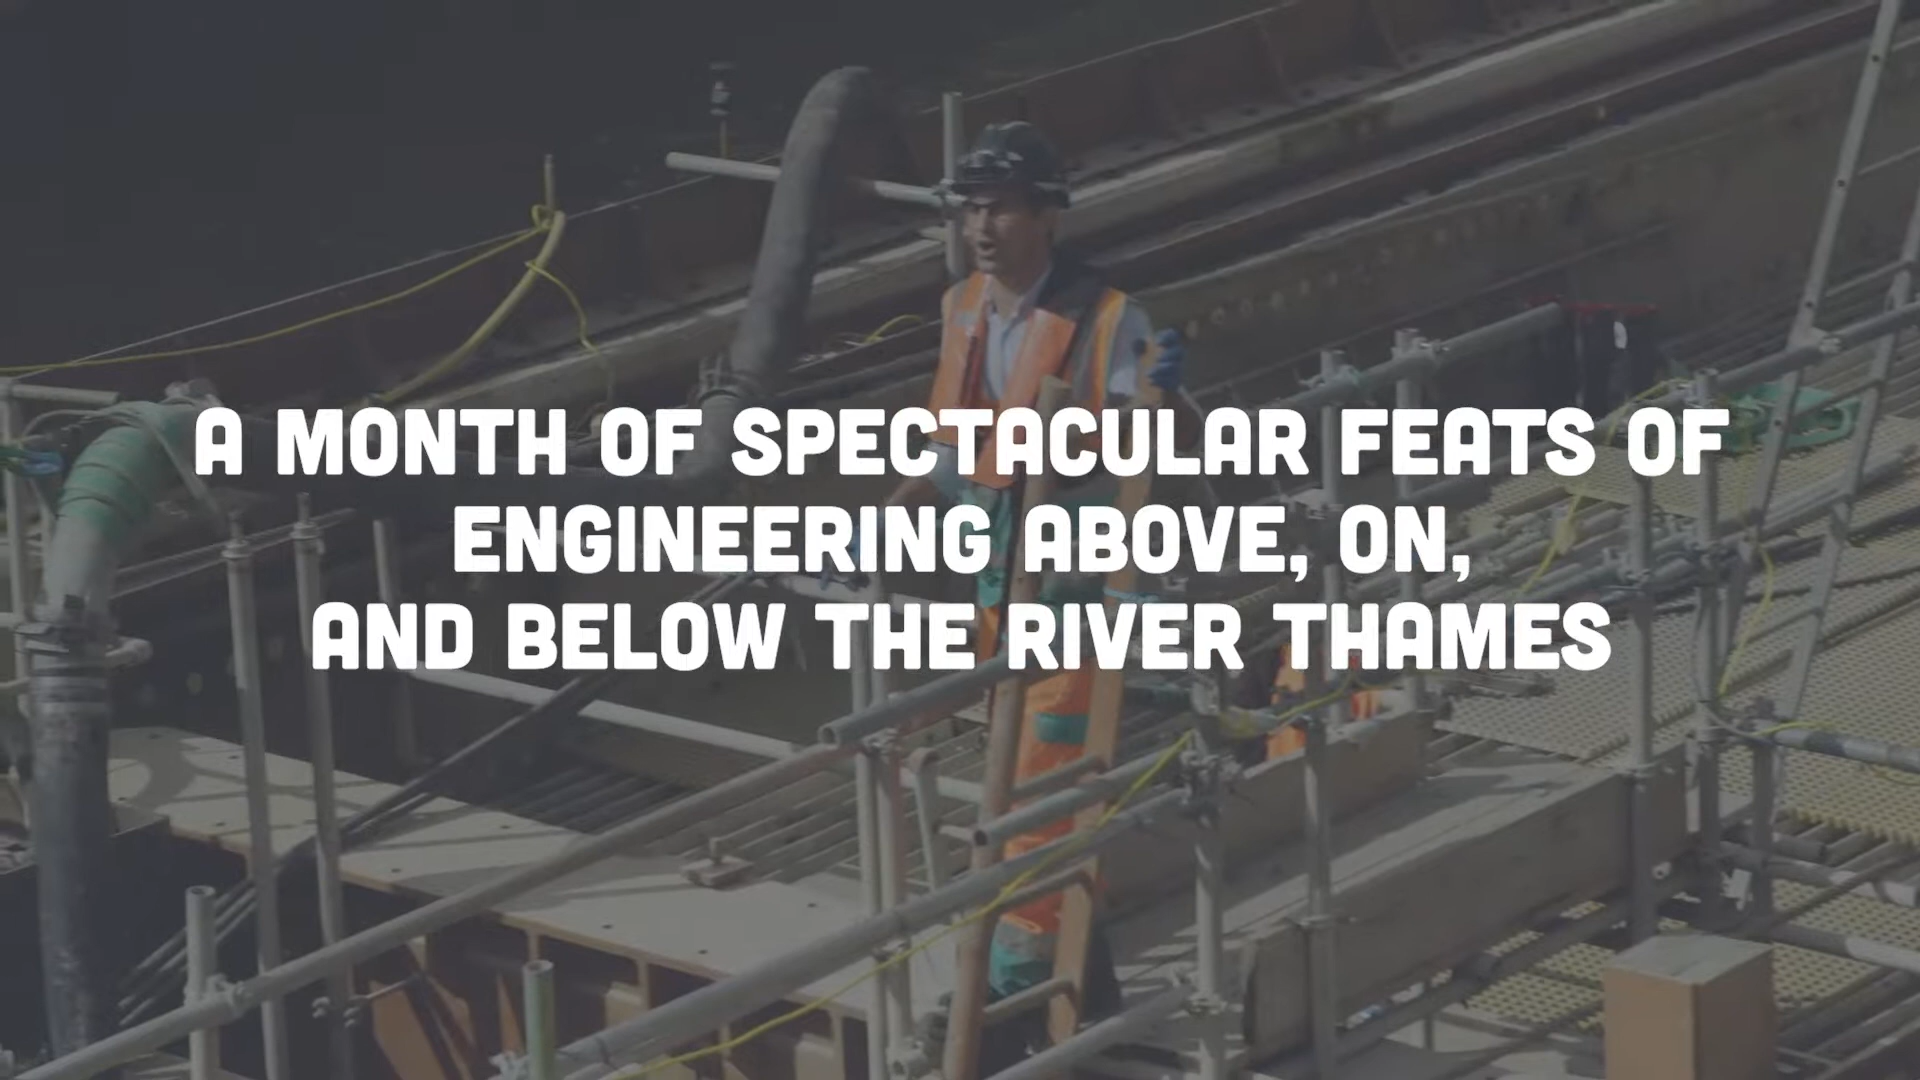 A MONTH OF SPECTACULAR FEATS OF
ENGINEERING ABOVE, ON,
AND BELOW THE RIVER THAMES